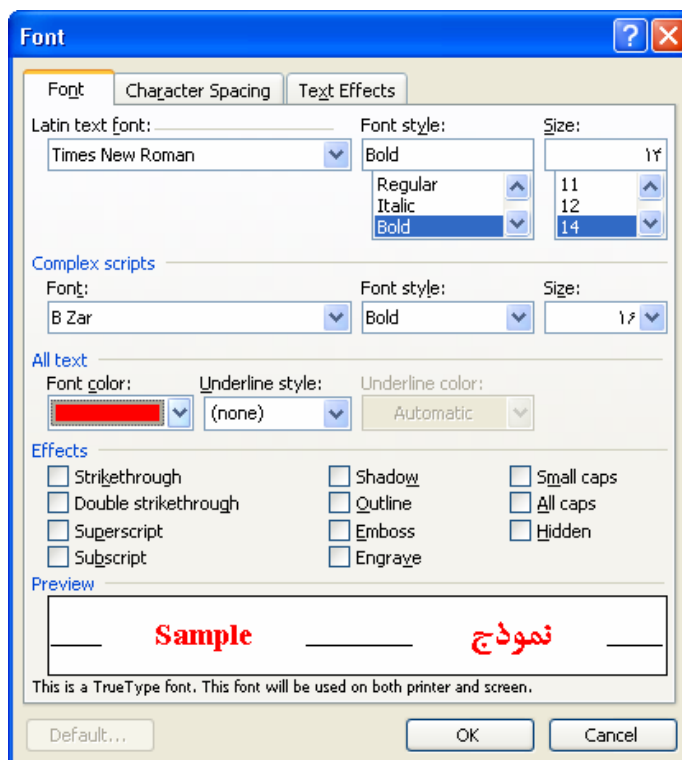 Font
Font Character Spacing Text Effects
Latin text font: Font style: Size:
Times New Roman Bold ۱۴
Regular 11
Italic 12
Bold 14
Complex scripts
Font: Font style: Size:
B Zar Bold ۱۶
All text
Font color: Underline style: Underline color:
(none) Automatic
Effects
Strikethrough Shadow Small caps
Double strikethrough Outline All caps
Superscript Emboss Hidden
Subscript Engrave
Preview
Sample نموذج
This is a TrueType font. This font will be used on both printer and screen.
Default... OK Cancel